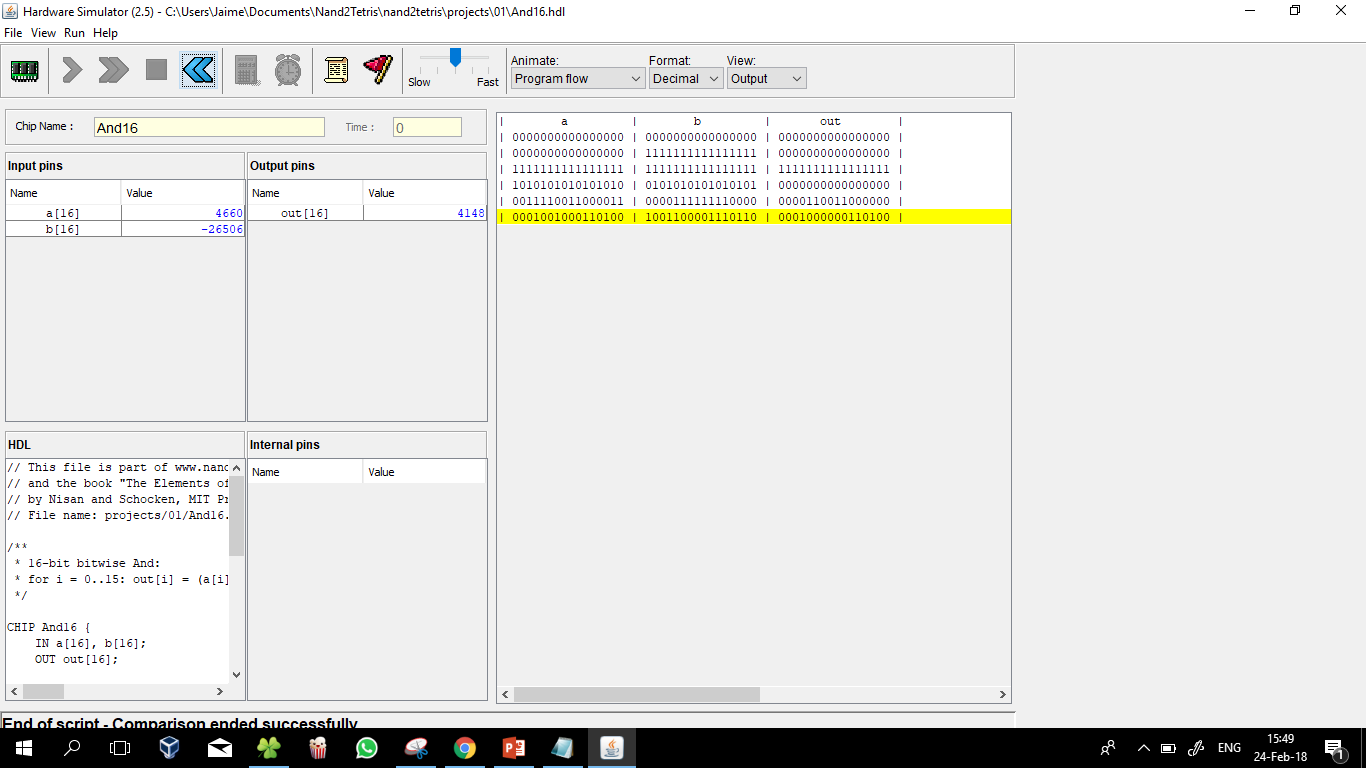 Hardware Simulator (2.5) - C:\Users\Jaime\Documents\Nand2Tetris\nand2tetris\projects\01\And16.hdl
File View Run Help
Slow Fast
Animate: Format: View:
Program flow Decimal Output
Chip Name : And16 Time : 0
Input pins
Name Value
a[16] 4660
b[16] -26506
Output pins
Name Value
out[16] 4148
| a | b | out |
| 0000000000000000 | 0000000000000000 | 0000000000000000 |
| 0000000000000000 | 1111111111111111 | 0000000000000000 |
| 1111111111111111 | 1111111111111111 | 1111111111111111 |
| 1010101010101010 | 0101010101010101 | 0000000000000000 |
| 0011110011000011 | 0000111111110000 | 0000110011000000 |
| 0001001000110100 | 1001100001110110 | 0001000000110100 |
HDL
// This file is part of www.nand
// and the book "The Elements of
// by Nisan and Schocken, MIT Pr
// File name: projects/01/And16.
/**
* 16-bit bitwise And:
* for i = 0..15: out[i] = (a[i]
*/
CHIP And16 {
IN a[16], b[16];
OUT out[16];
Internal pins
Name Value
End of script - Comparison ended successfully
ENG
15:49
24-Feb-18
1